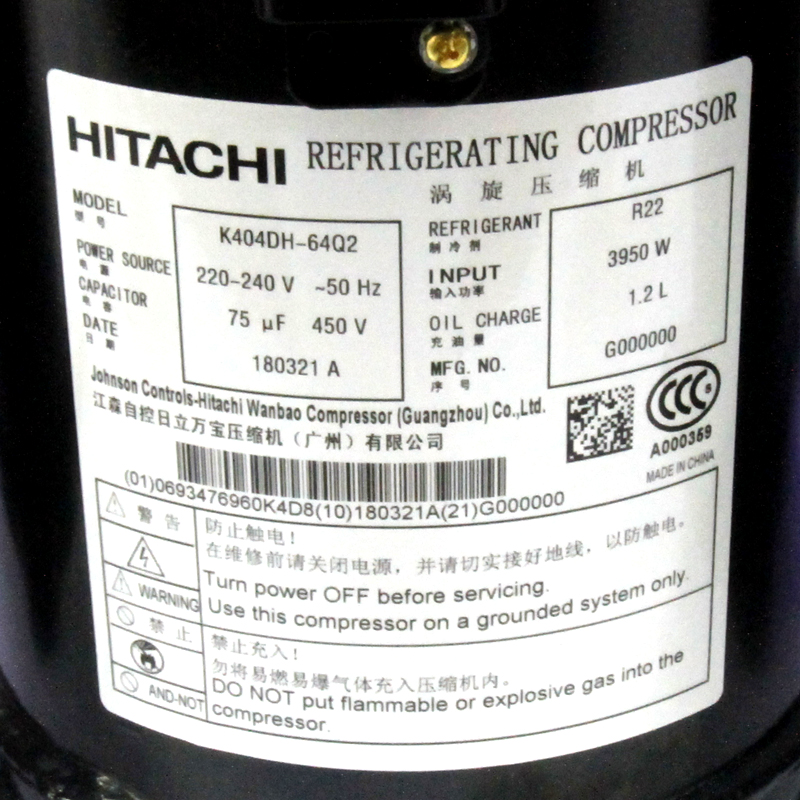 HITACHI REFRIGERATING COMPRESSOR
涡旋压缩机
MODEL K404DH-64Q2
型号
POWER SOURCE 220-240 V ~50 Hz
电源
CAPACITOR 75 μF 450 V
电容
DATE 180321 A
日期
REFRIGERANT R22
制冷剂
INPUT 3950 W
输入功率
OIL CHARGE 1.2 L
充油量
MFG. NO. G000000
序号
Johnson Controls-Hitachi Wanbao Compressor (Guangzhou) Co., Ltd.
江森自控日立万宝压缩机（广州）有限公司
CCC
A000359
MADE IN CHINA
(01)0693476960K4D8(10)180321A(21)G000000
警告
WARNING
防止触电！
在维修前请关闭电源，并请切实接好地线，以防触电。
Turn power OFF before servicing.
Use this compressor on a grounded system only.
禁止
AND-NOT
禁止充入！
勿将易燃易爆气体充入压缩机内。
DO NOT put flammable or explosive gas into the
compressor.